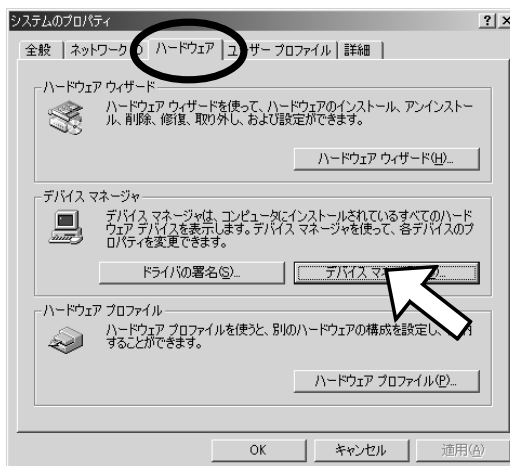 システムのプロパティ
全般 ネットワーク ハードウェア ユーザー プロファイル 詳細
ハードウェア ウィザード
ハードウェア ウィザードを使って、ハードウェアのインストール、アンインストー
ル、削除、修復、取り外し、および設定ができます。
ハードウェア ウィザード(H)...
デバイス マネージャ
デバイス マネージャは、コンピュータにインストールされているすべてのハード
ウェア デバイスを表示します。デバイス マネージャを使って、各デバイスのプ
ロパティを変更できます。
ドライバの署名(S)...
デバイス マ
ハードウェア プロファイル
ハードウェア プロファイルを使うと、別のハードウェアの構成を設定し、
することができます。
ハードウェア プロファイル(P)...
OK キャンセル 適用(A)